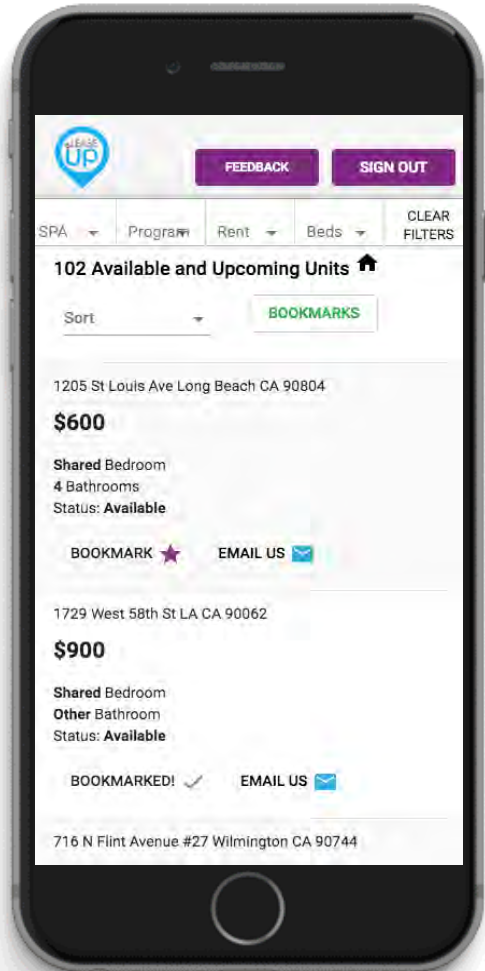 LEASE
UP
FEEDBACK
SIGN OUT
SPA
Program
Rent
Beds
CLEAR
FILTERS
102 Available and Upcoming Units
Sort
BOOKMARKS
1205 St Louis Ave Long Beach CA 90804
$600
Shared Bedroom
4 Bathrooms
Status: Available
BOOKMARK
EMAIL US
1729 West 58th St LA CA 90062
$900
Shared Bedroom
Other Bathroom
Status: Available
BOOKMARKED!
EMAIL US
716 N Flint Avenue #27 Wilmington CA 90744